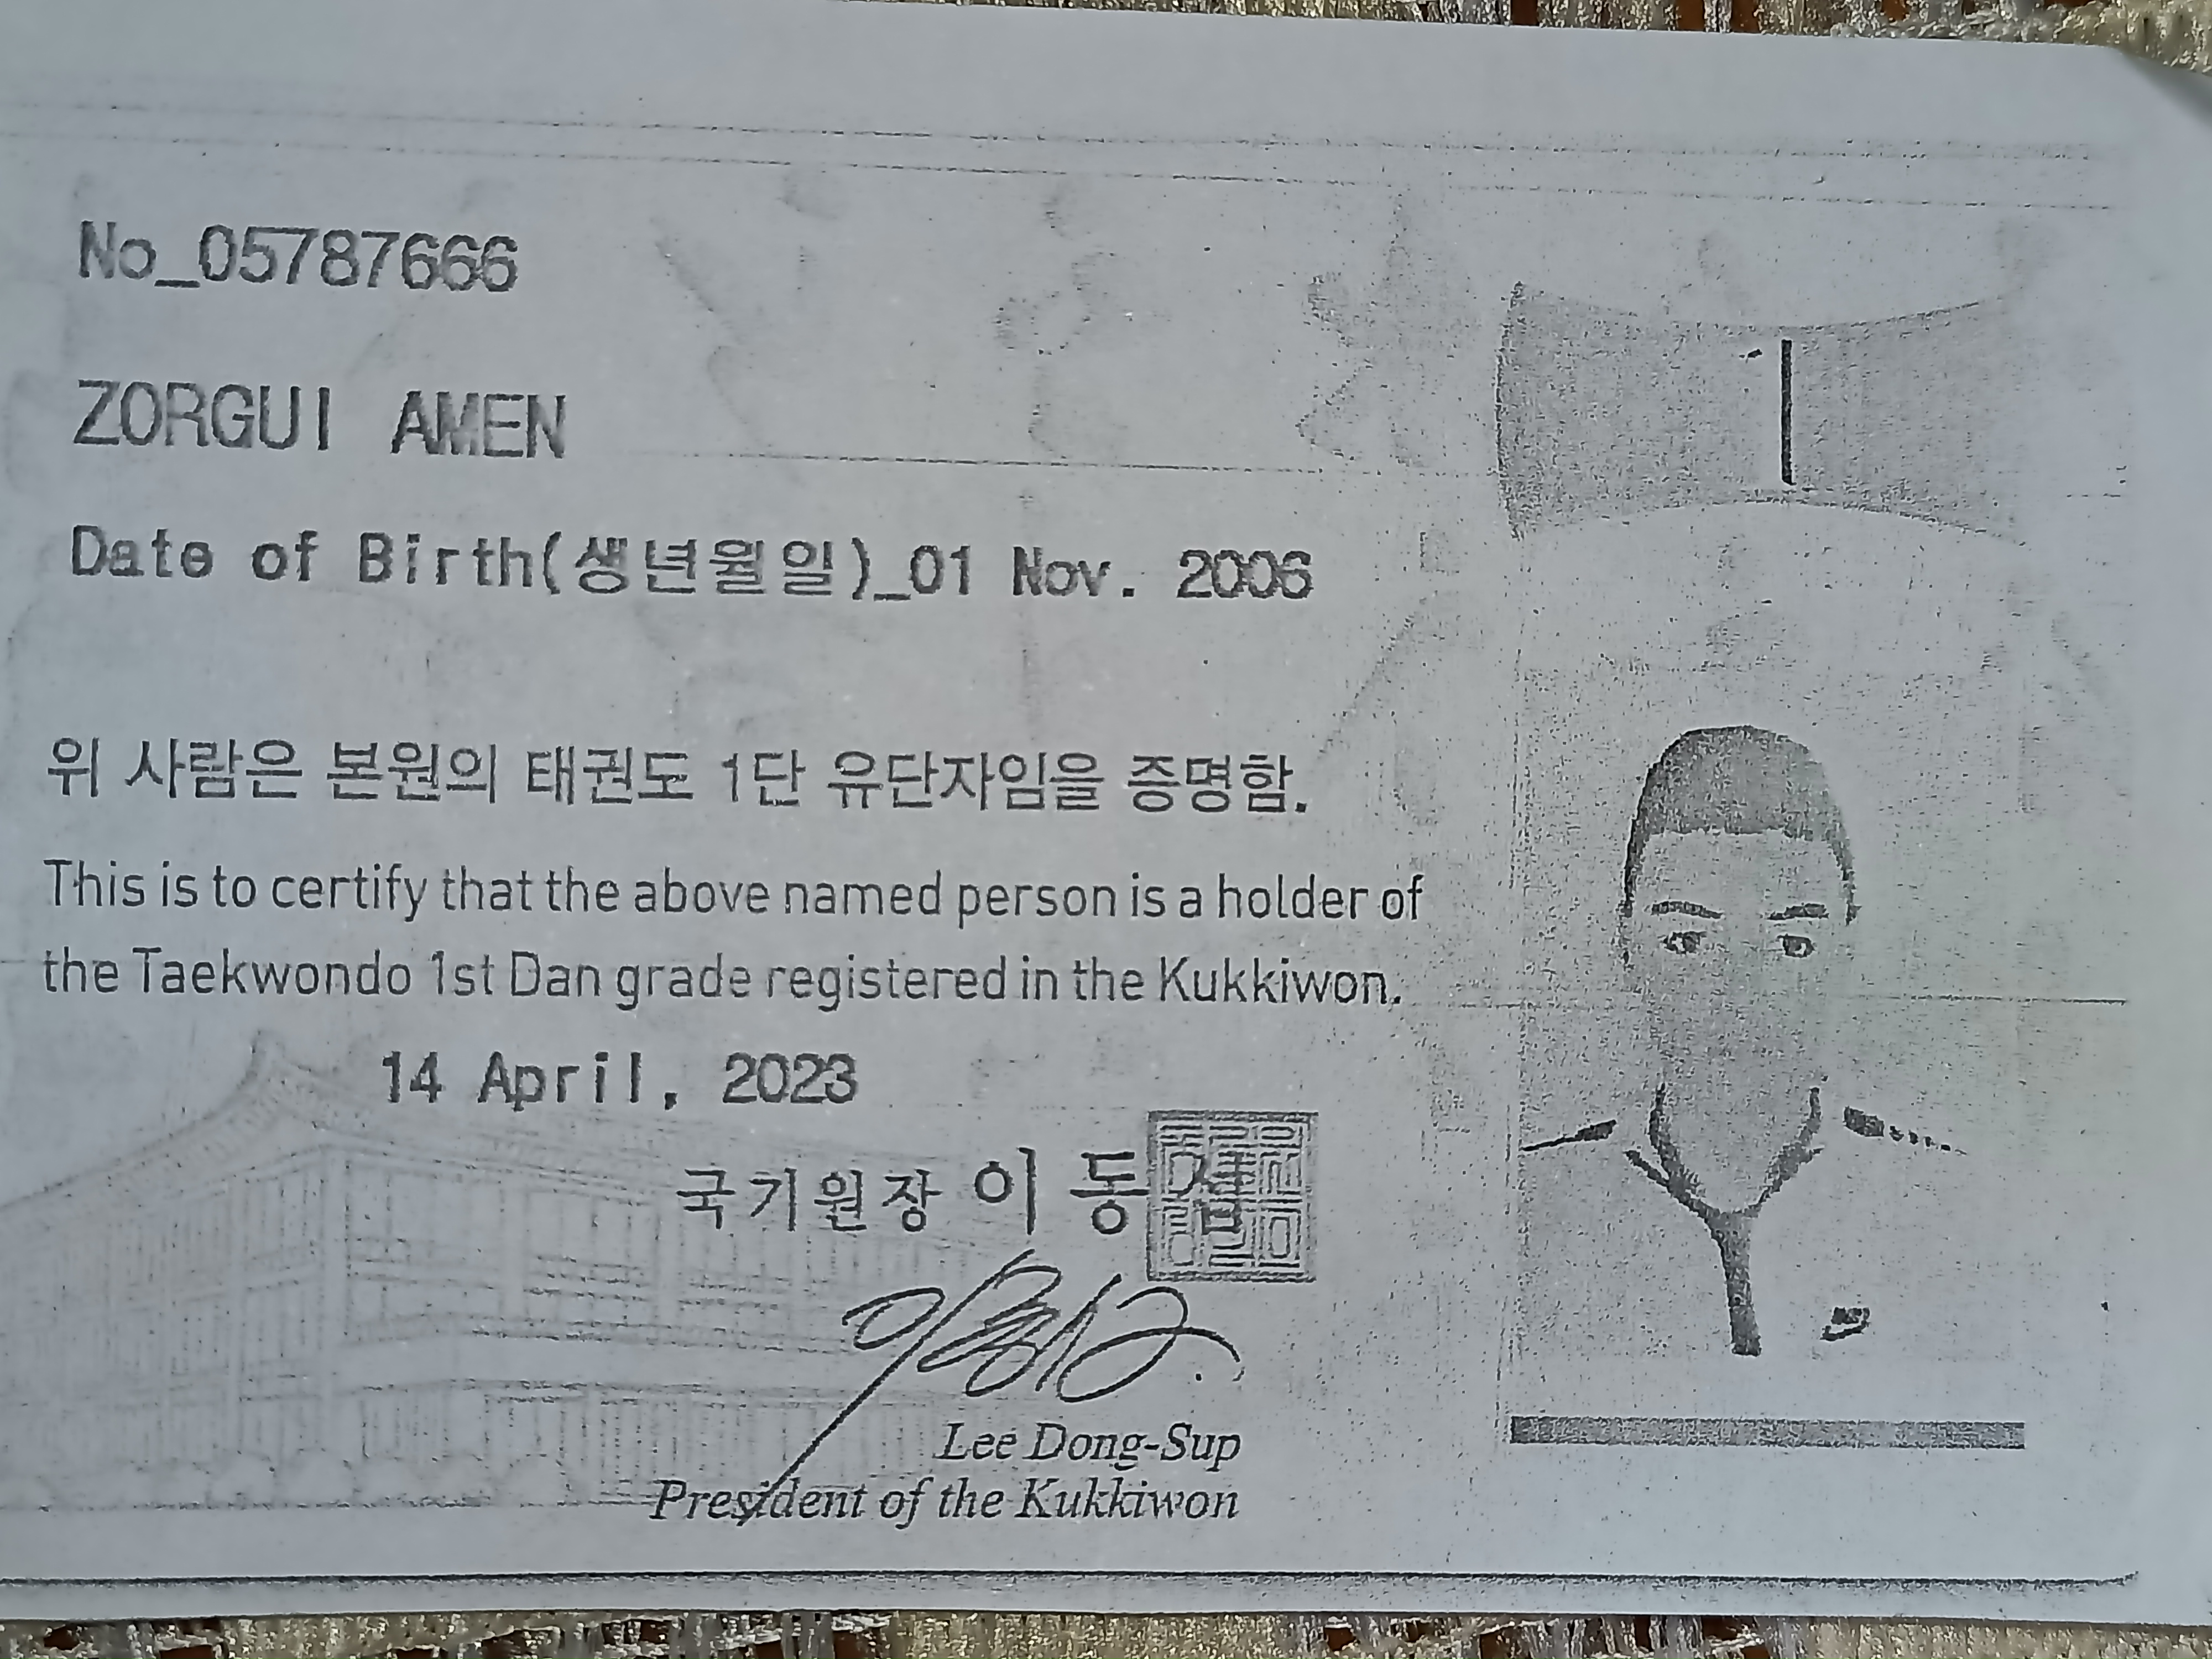 No_05787666
ZORGUI AMEN
Date of Birth(생년월일)_01 Nov. 2006
위 사람은 본원의 태권도 1단 유단자임을 증명함.
This is to certify that the above named person is a holder of
the Taekwondo 1st Dan grade registered in the Kukkiwon.
14 April, 2023
국기원장 이 동 섭
Lee Dong-Sup
President of the Kukkiwon